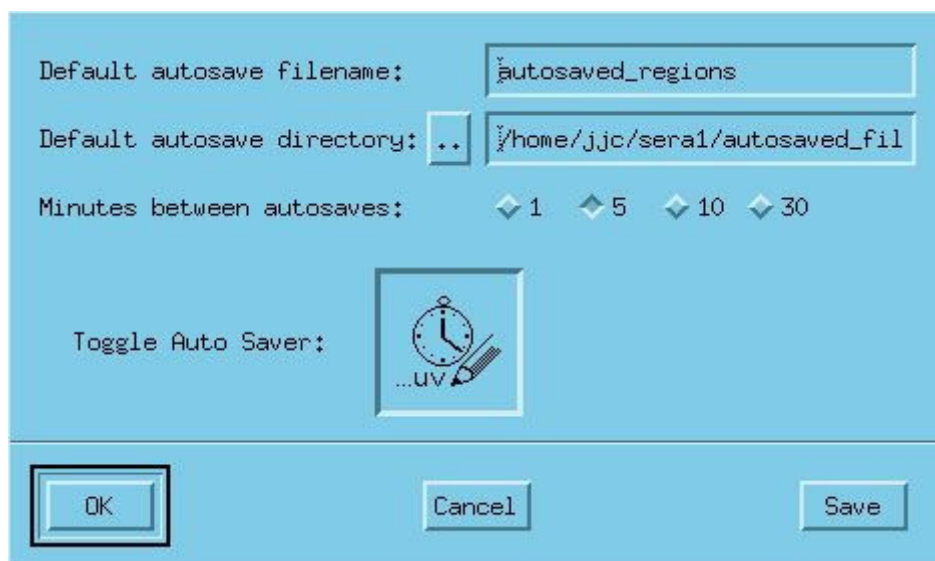 Default autosave filename: autosaved_regions
Default autosave directory: .. /home/jjc/sera1/autosaved_fil
Minutes between autosaves: 1 5 10 30
Toggle Auto Saver:
...uv
OK Cancel Save